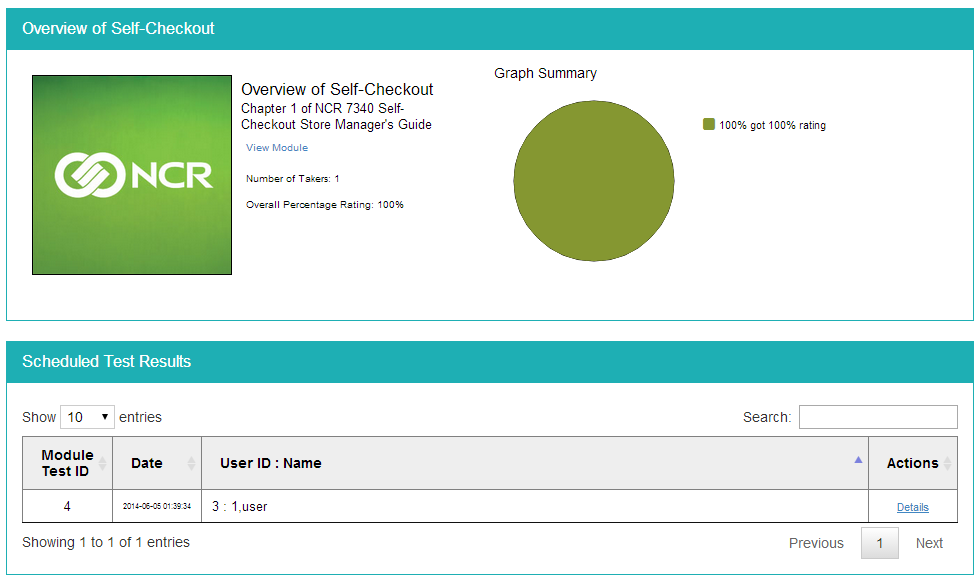 Overview of Self-Checkout
NCR
Overview of Self-Checkout
Chapter 1 of NCR 7340 Self-
Checkout Store Manager's Guide
View Module
Number of Takers: 1
Overall Percentage Rating: 100%
Graph Summary
100% got 100% rating
Scheduled Test Results
Show 10 entries
Search:
Module Test ID Date User ID : Name Actions
4 2014-06-05 01:39:34 3 : 1,user Details
Showing 1 to 1 of 1 entries
Previous 1 Next